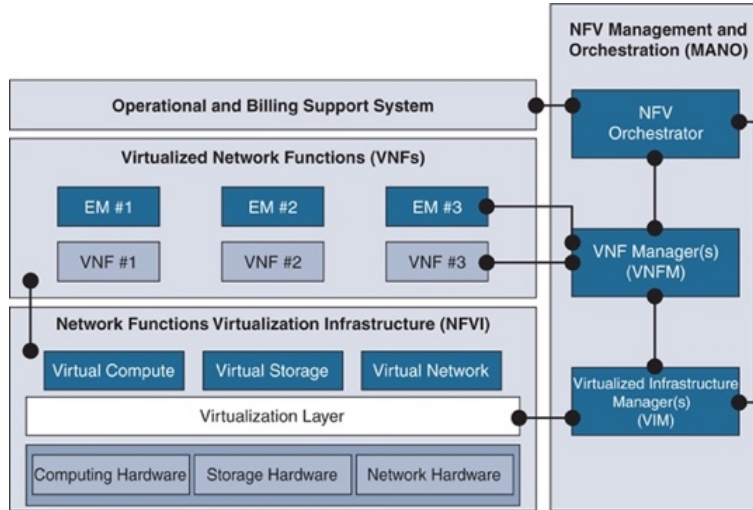 NFV Management and
Orchestration (MANO)
Operational and Billing Support System
NFV
Orchestrator
Virtualized Network Functions (VNFs)
EM #1
EM #2
EM #3
VNF #1
VNF #2
VNF #3
VNF Manager(s)
(VNFM)
Network Functions Virtualization Infrastructure (NFVI)
Virtual Compute
Virtual Storage
Virtual Network
Virtualized Infrastructure
Manager(s)
(VIM)
Virtualization Layer
Computing Hardware
Storage Hardware
Network Hardware